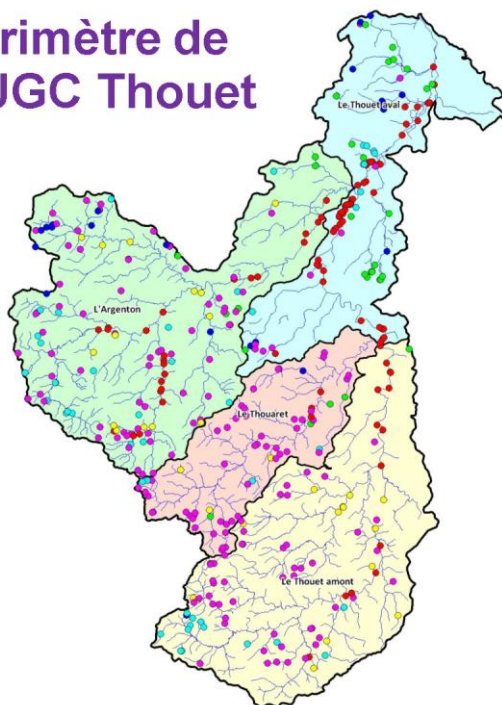 rimètre de
UGC Thouet
Le Thouet aval
L'Argenton
Le Thouaret
Le Thouet amont